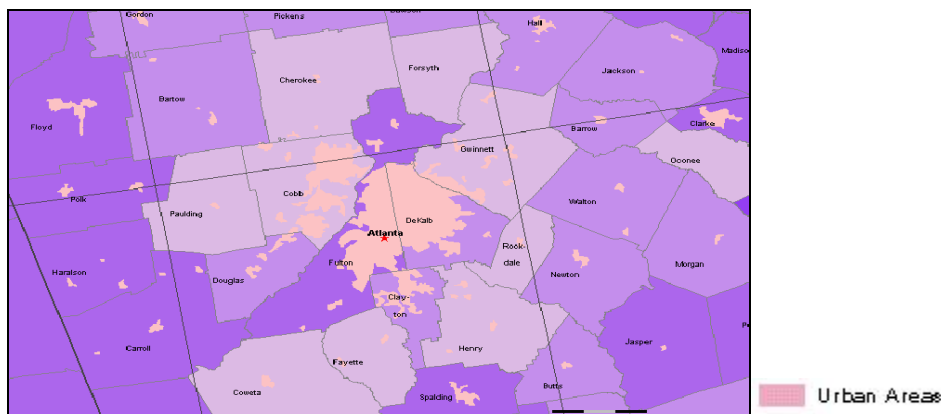 Gordon
Pickens
Hall
Madiso
Jackson
Forsyth
Cherokee
Bartow
Floyd
Clarke
Barrow
Gwinnett
Oconee
Cobb
Polk
Walton
Paulding
DeKalb
Atlanta
Rock-
dale
Fulton
Morgan
Haralson
Newton
Douglas
Clay-
ton
Jasper
Carroll
Henry
Fayette
Butts
Coweta
Spalding
Urban Areas